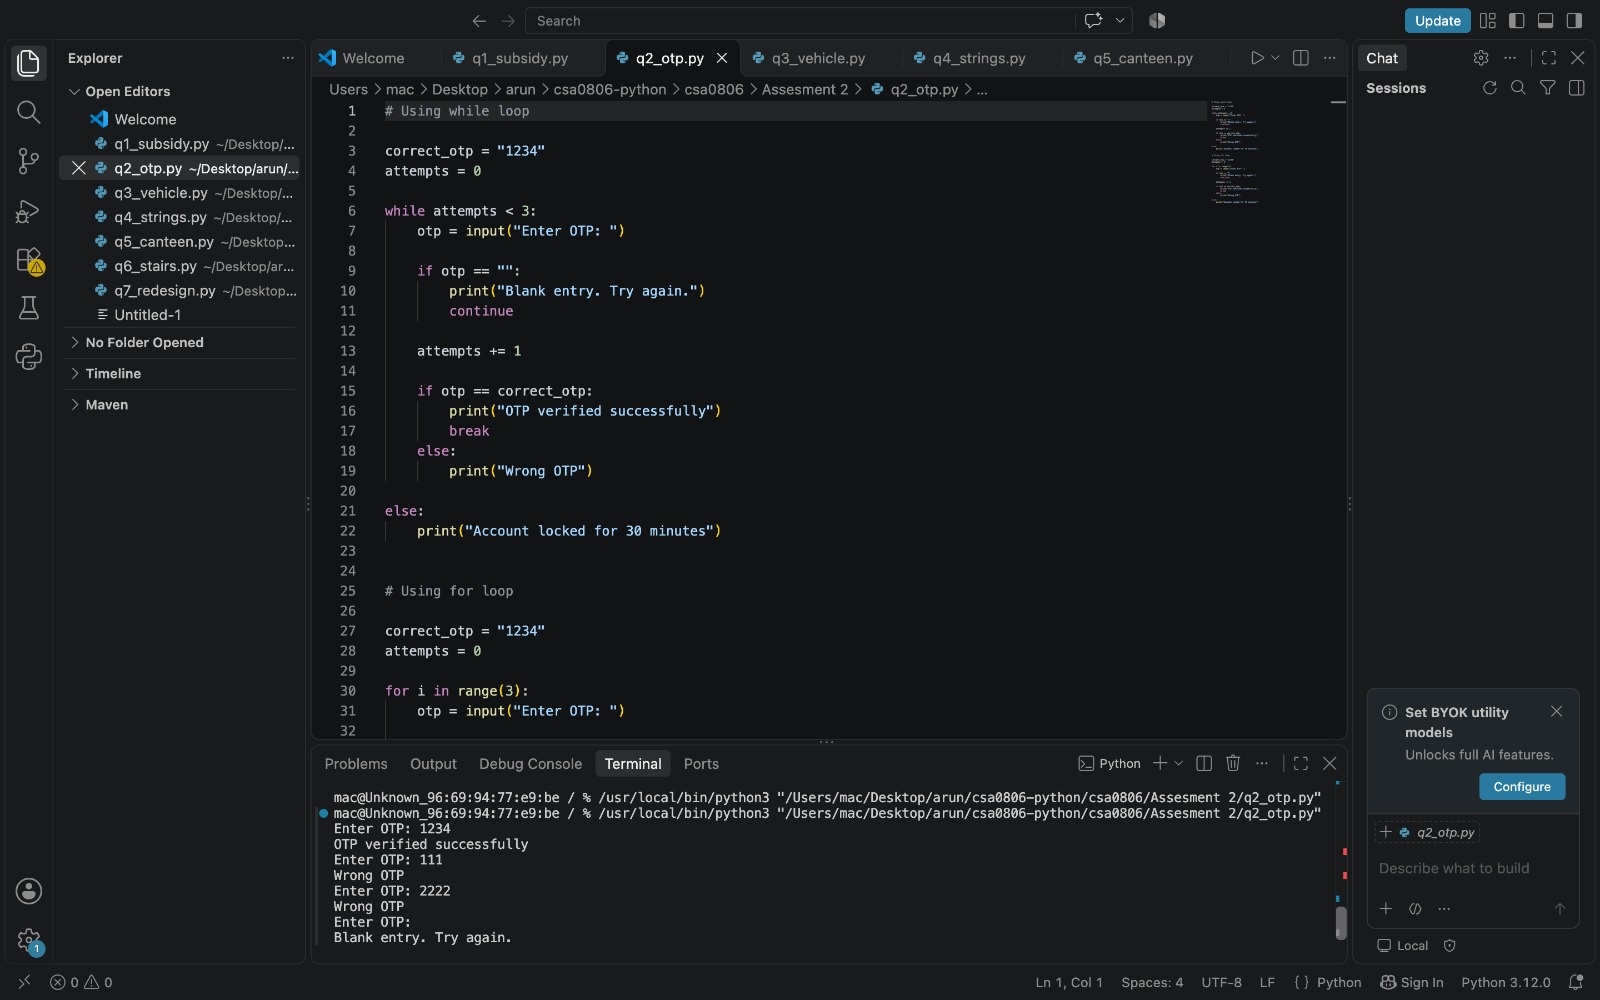 Search
Update
Explorer
Open Editors
Welcome
q1_subsidy.py ~/Desktop/...
q2_otp.py ~/Desktop/arun/...
q3_vehicle.py ~/Desktop/...
q4_strings.py ~/Desktop/...
q5_canteen.py ~/Desktop...
q6_stairs.py ~/Desktop/ar...
q7_redesign.py ~/Desktop...
Untitled-1
No Folder Opened
Timeline
Maven
1
Welcome
q1_subsidy.py
q2_otp.py
q3_vehicle.py
q4_strings.py
q5_canteen.py
Users > mac > Desktop > arun > csa0806-python > csa0806 > Assesment 2 > q2_otp.py > ...
1 # Using while loop
2
3 correct_otp = "1234"
4 attempts = 0
5
6 while attempts < 3:
7 otp = input("Enter OTP: ")
8
9 if otp == "":
10 print("Blank entry. Try again.")
11 continue
12
13 attempts += 1
14
15 if otp == correct_otp:
16 print("OTP verified successfully")
17 break
18 else:
19 print("Wrong OTP")
20
21 else:
22 print("Account locked for 30 minutes")
23
24
25 # Using for loop
26
27 correct_otp = "1234"
28 attempts = 0
29
30 for i in range(3):
31 otp = input("Enter OTP: ")
32
Problems
Output
Debug Console
Terminal
Ports
Python
mac@Unknown_96:69:94:77:e9:be / % /usr/local/bin/python3 "/Users/mac/Desktop/arun/csa0806-python/csa0806/Assesment 2/q2_otp.py"
mac@Unknown_96:69:94:77:e9:be / % /usr/local/bin/python3 "/Users/mac/Desktop/arun/csa0806-python/csa0806/Assesment 2/q2_otp.py"
Enter OTP: 1234
OTP verified successfully
Enter OTP: 111
Wrong OTP
Enter OTP: 2222
Wrong OTP
Enter OTP:
Blank entry. Try again.
Chat
Sessions
Set BYOK utility
models
Unlocks full AI features.
Configure
q2_otp.py
Describe what to build
Local
0 0
Ln 1, Col 1
Spaces: 4
UTF-8
LF
{ } Python
Sign In
Python 3.12.0